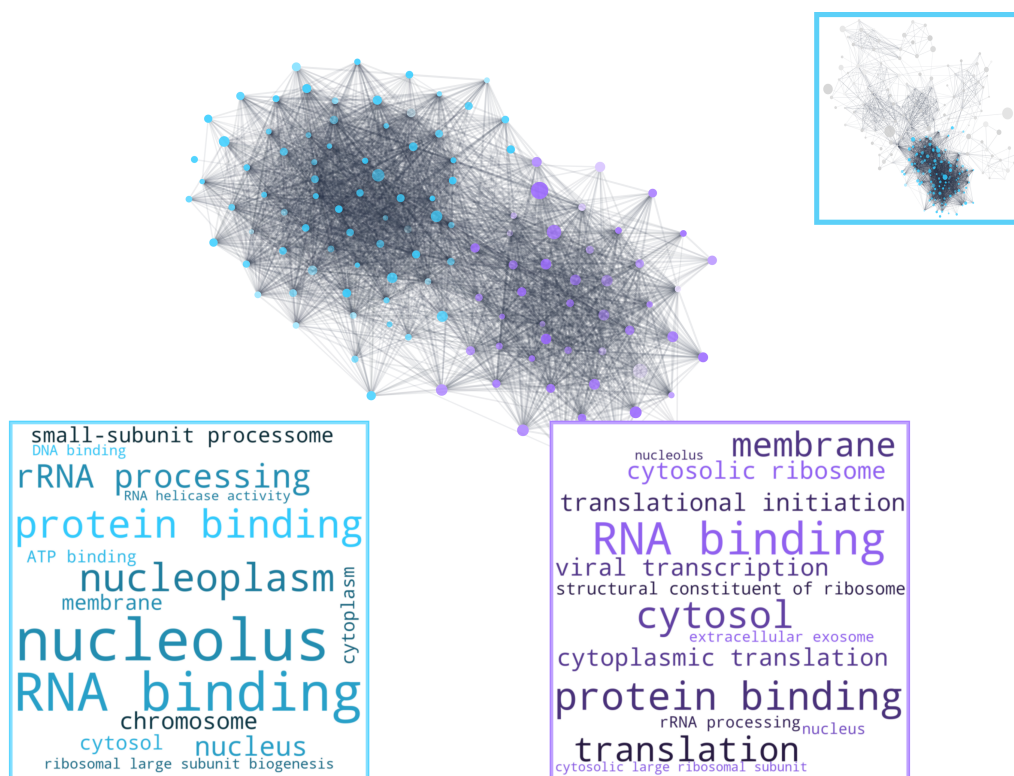 small-subunit processome
DNA binding
rRNA processing
RNA helicase activity
protein binding
ATP binding
nucleoplasm
membrane
cytoplasm
nucleolus
RNA binding
chromosome
cytosol
nucleus
ribosomal large subunit biogenesis
membrane
nucleolus
cytosolic ribosome
translational initiation
RNA binding
viral transcription
structural constituent of ribosome
cytosol
extracellular exosome
cytoplasmic translation
protein binding
rRNA processing
nucleus
translation
cytosolic large ribosomal subunit